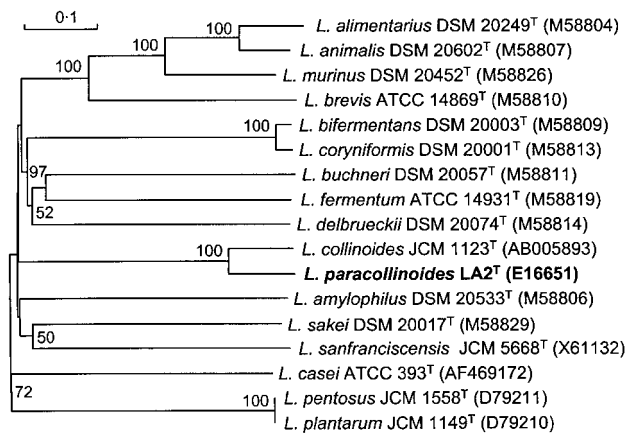 0·1
L. alimentarius DSM 20249ᵀ (M58804)
100
L. animalis DSM 20602ᵀ (M58807)
100
L. murinus DSM 20452ᵀ (M58826)
100
L. brevis ATCC 14869ᵀ (M58810)
L. bifermentans DSM 20003ᵀ (M58809)
100
L. coryniformis DSM 20001ᵀ (M58813)
97
L. buchneri DSM 20057ᵀ (M58811)
L. fermentum ATCC 14931ᵀ (M58819)
52
L. delbrueckii DSM 20074ᵀ (M58814)
L. collinoides JCM 1123ᵀ (AB005893)
100
L. paracollinoides LA2ᵀ (E16651)
L. amylophilus DSM 20533ᵀ (M58806)
L. sakei DSM 20017ᵀ (M58829)
50
L. sanfranciscensis JCM 5668ᵀ (X61132)
L. casei ATCC 393ᵀ (AF469172)
72
L. pentosus JCM 1558ᵀ (D79211)
100
L. plantarum JCM 1149ᵀ (D79210)